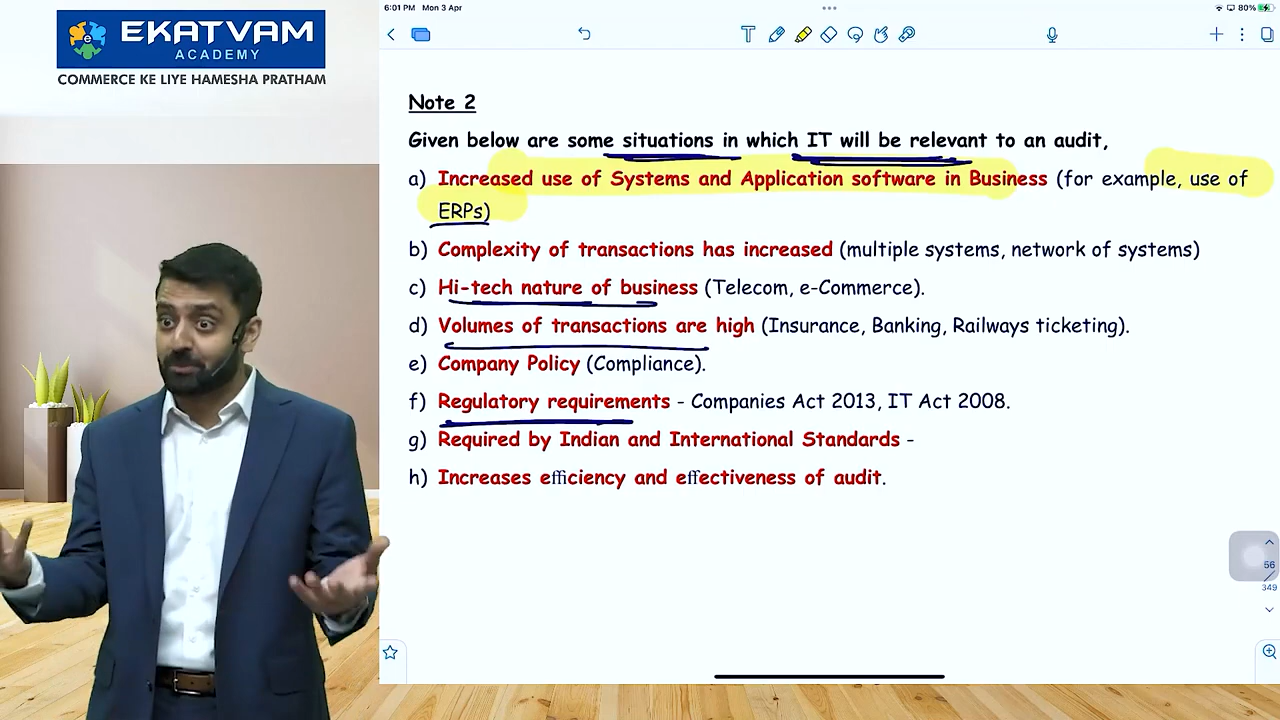 EKATVAM
ACADEMY
COMMERCE KE LIYE HAMESHA PRATHAM
6:01 PM Mon 3 Apr
80%
Note 2
Given below are some situations in which IT will be relevant to an audit,
a) Increased use of Systems and Application software in Business (for example, use of
ERPs)
b) Complexity of transactions has increased (multiple systems, network of systems)
c) Hi-tech nature of business (Telecom, e-Commerce).
d) Volumes of transactions are high (Insurance, Banking, Railways ticketing).
e) Company Policy (Compliance).
f) Regulatory requirements - Companies Act 2013, IT Act 2008.
g) Required by Indian and International Standards -
h) Increases efficiency and effectiveness of audit.
56
349